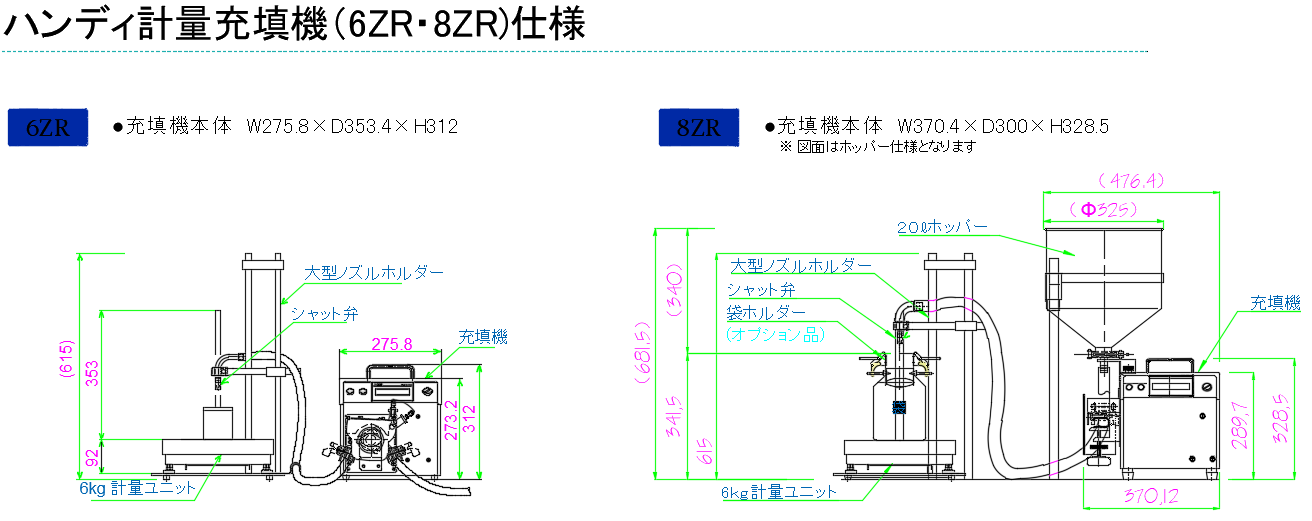 ハンディ計量充填機(6ZR・8ZR)仕様
6ZR
●充填機本体 W275.8×D353.4×H312
大型ノズルホルダー
シャット弁
充填機
275.8
(615)
353
92
273.2
312
6kg計量ユニット
8ZR
●充填機本体 W370.4×D300×H328.5
※図面はホッパー仕様となります
(476.4)
(Φ325)
20ℓホッパー
大型ノズルホルダー
シャット弁
袋ホルダー
(オプション品)
充填機
(681.5)
(340)
341.5
615
289.7
328.5
6kg計量ユニット
370.12